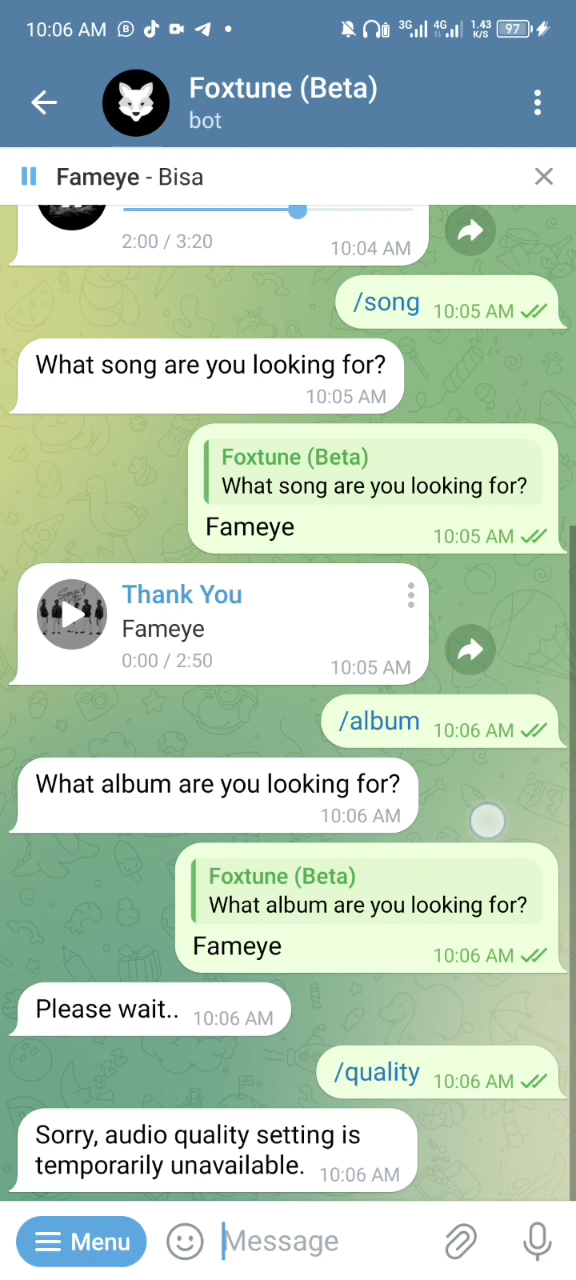 10:06 AM
3G 4G 1.43 K/S 97
Foxtune (Beta)
bot
Fameye - Bisa
2:00 / 3:20
10:04 AM
/song 10:05 AM
What song are you looking for?
10:05 AM
Foxtune (Beta)
What song are you looking for?
Fameye 10:05 AM
Thank You
Fameye
0:00 / 2:50
10:05 AM
/album 10:06 AM
What album are you looking for?
10:06 AM
Foxtune (Beta)
What album are you looking for?
Fameye 10:06 AM
Please wait.. 10:06 AM
/quality 10:06 AM
Sorry, audio quality setting is
temporarily unavailable. 10:06 AM
Menu Message